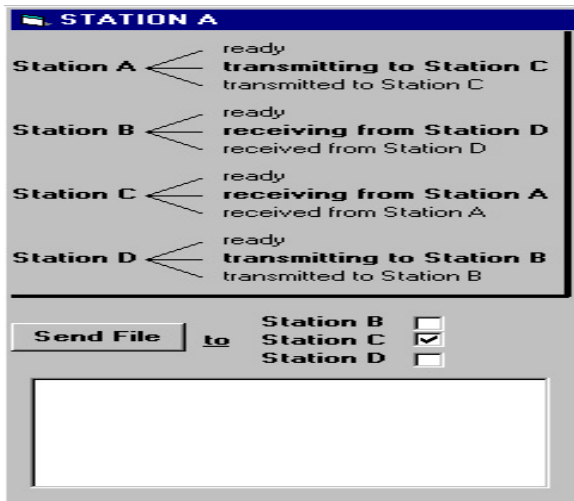 STATION A
ready
Station A transmitting to Station C
transmitted to Station C
ready
Station B receiving from Station D
received from Station D
ready
Station C receiving from Station A
received from Station A
ready
Station D transmitting to Station B
transmitted to Station B
Station B
Send File to Station C
Station D